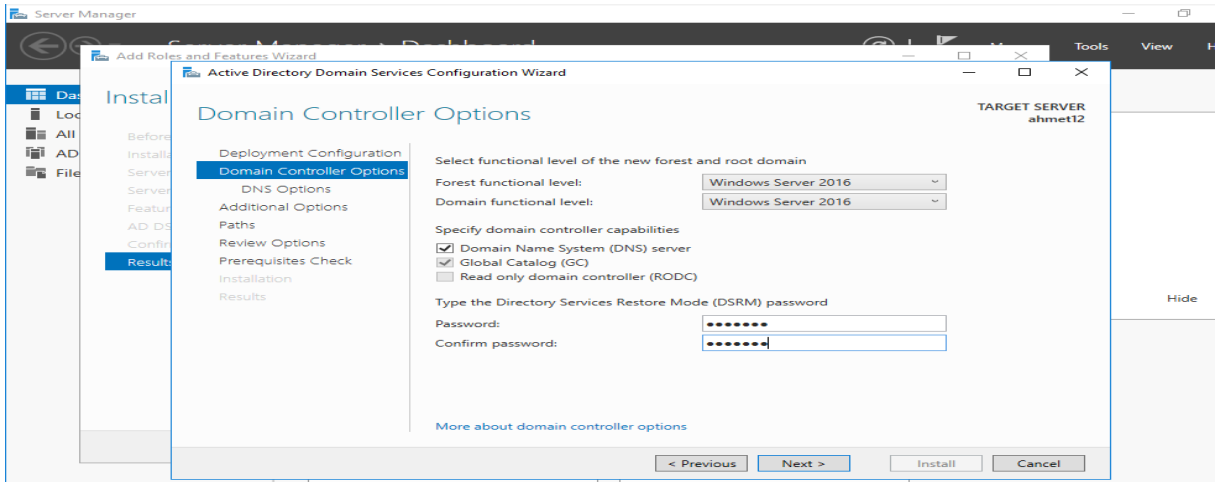 Server Manager
Tools View
Add Roles and Features Wizard
Active Directory Domain Services Configuration Wizard
Instal
Domain Controller Options
TARGET SERVER
ahmet12
Das
Loc
All
AD
File
Before
Installa
Server
Server
Featur
AD DS
Confir
Results
Deployment Configuration
Domain Controller Options
DNS Options
Additional Options
Paths
Review Options
Prerequisites Check
Installation
Results
Select functional level of the new forest and root domain
Forest functional level: Windows Server 2016
Domain functional level: Windows Server 2016
Specify domain controller capabilities
Domain Name System (DNS) server
Global Catalog (GC)
Read only domain controller (RODC)
Type the Directory Services Restore Mode (DSRM) password
Password: •••••••
Confirm password: •••••••
More about domain controller options
Hide
< Previous Next > Install Cancel